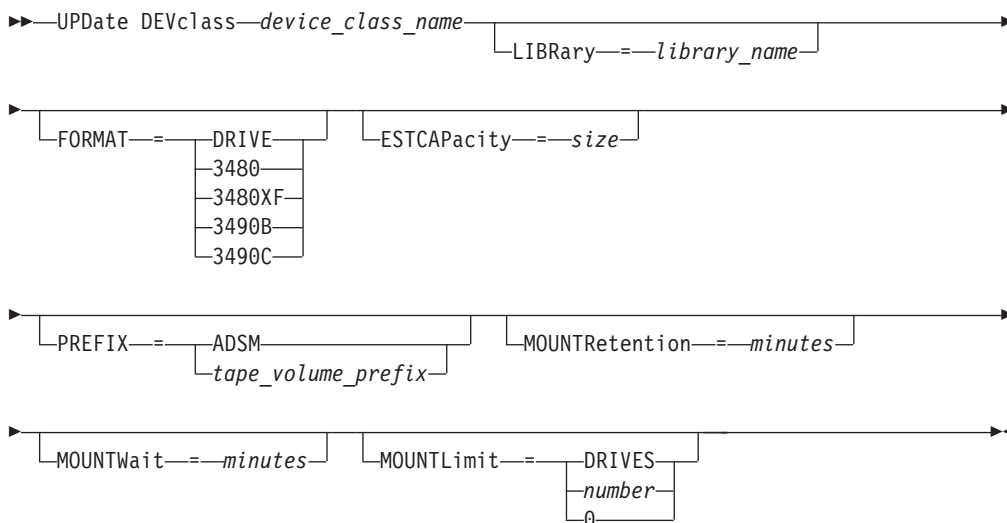 UPDate DEVclass device_class_name
LIBRary = library_name
FORMAT = DRIVE
3480
3480XF
3490B
3490C
ESTCAPacity = size
PREFIX = ADSM
tape_volume_prefix
MOUNTRetention = minutes
MOUNTWait = minutes
MOUNTLimit = DRIVES
number
0